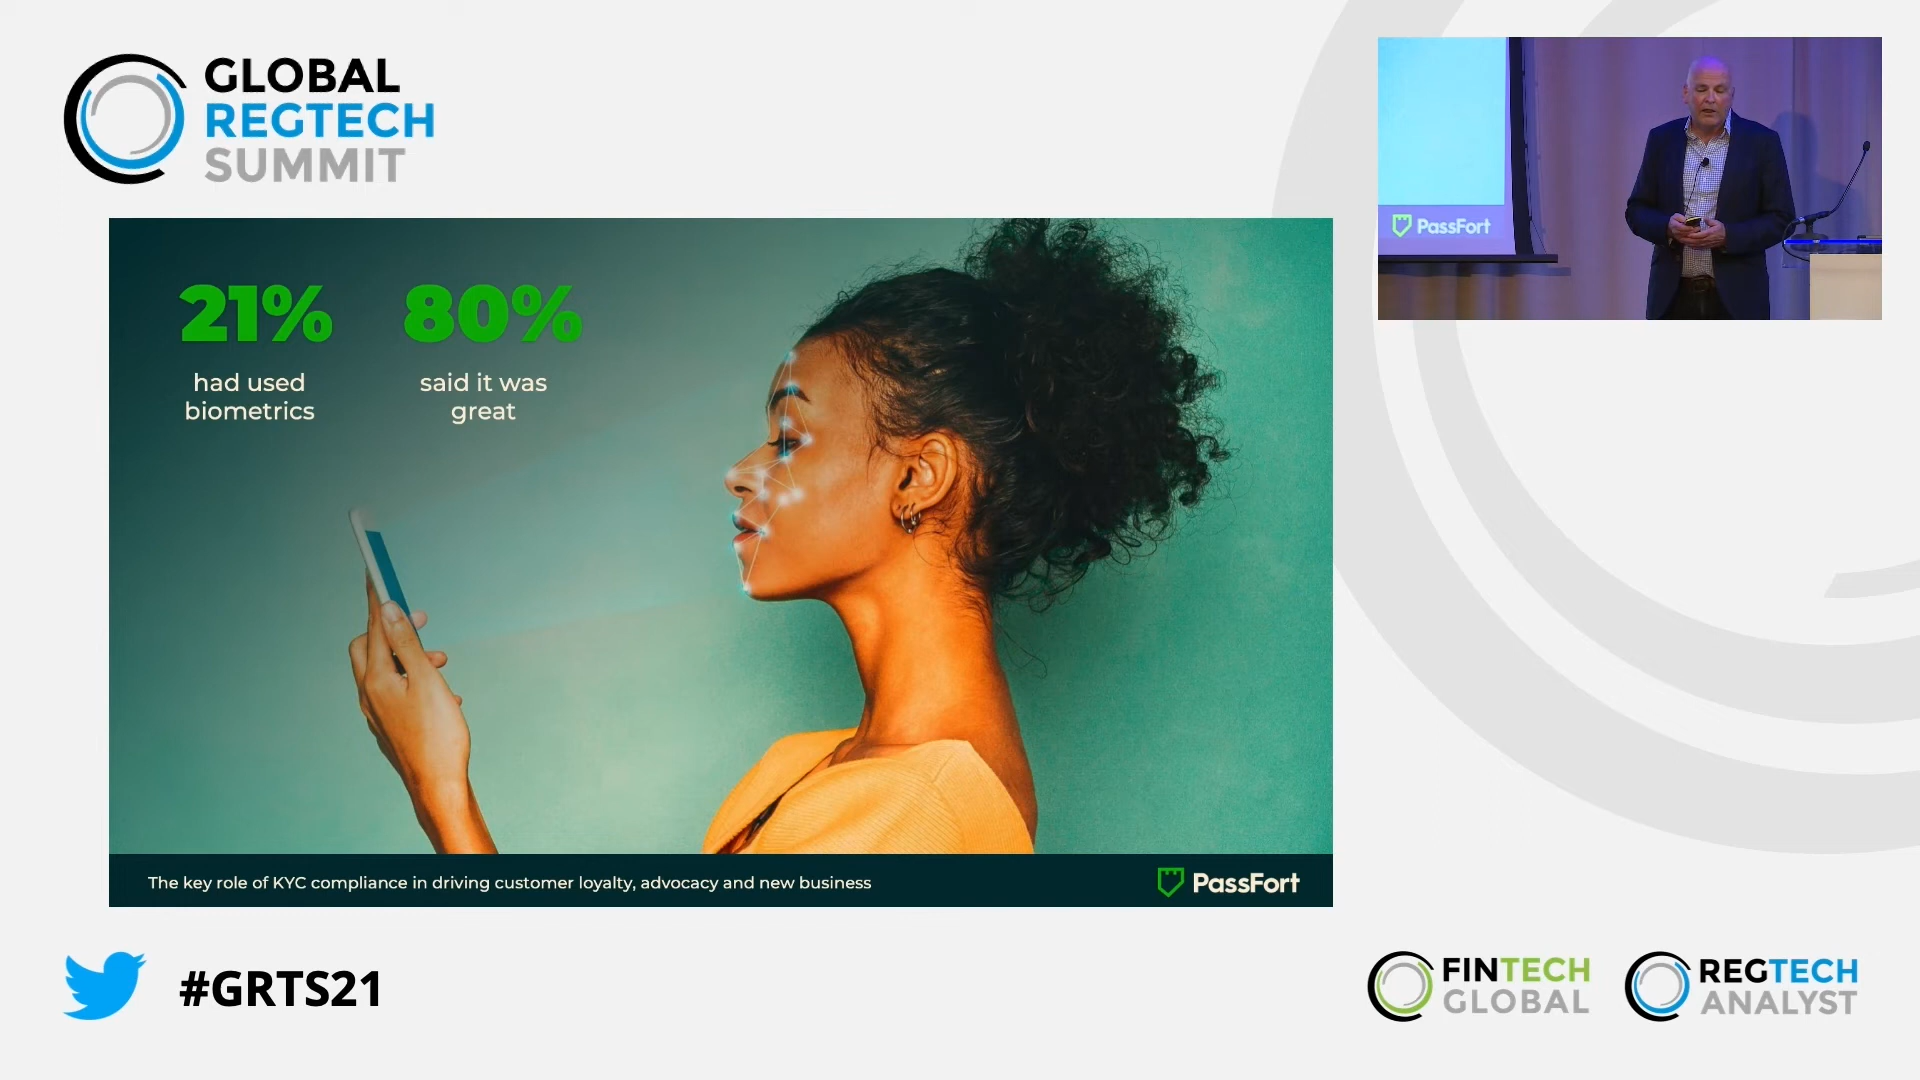 GLOBAL
REGTECH
SUMMIT
PassFort
21%
had used
biometrics
80%
said it was
great
The key role of KYC compliance in driving customer loyalty, advocacy and new business
PassFort
#GRTS21
FINTECH
GLOBAL
REGTECH
ANALYST